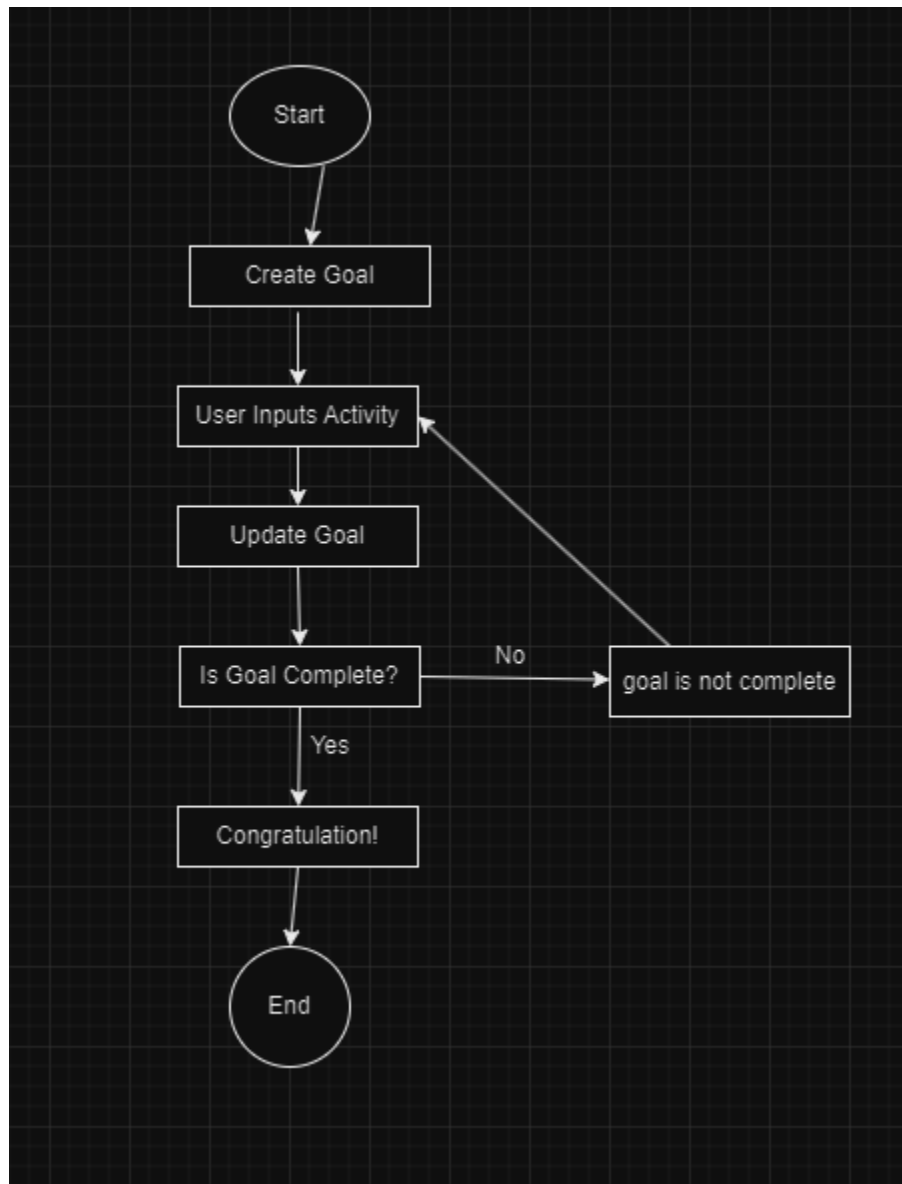 Start
Create Goal
User Inputs Activity
Update Goal
Is Goal Complete?
No
goal is not complete
Yes
Congratulation!
End